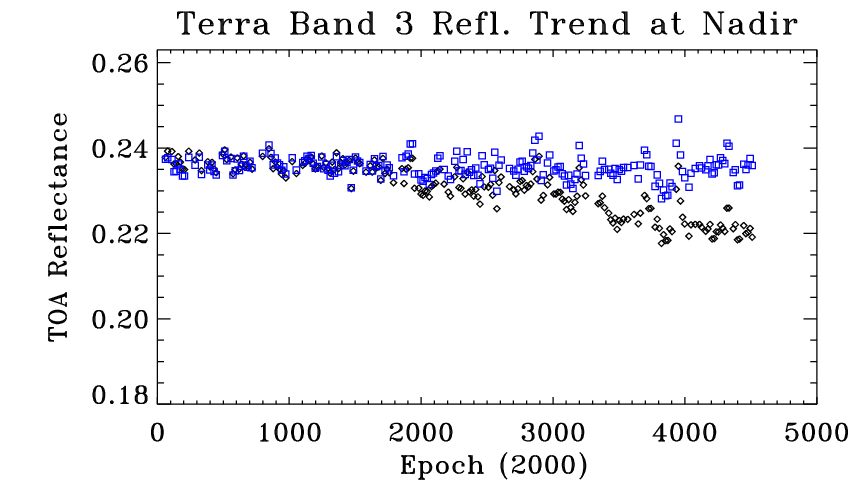 Terra Band 3 Refl. Trend at Nadir
0.26
0.24
0.22
0.20
0.18
TOA Reflectance
0 1000 2000 3000 4000 5000
Epoch (2000)